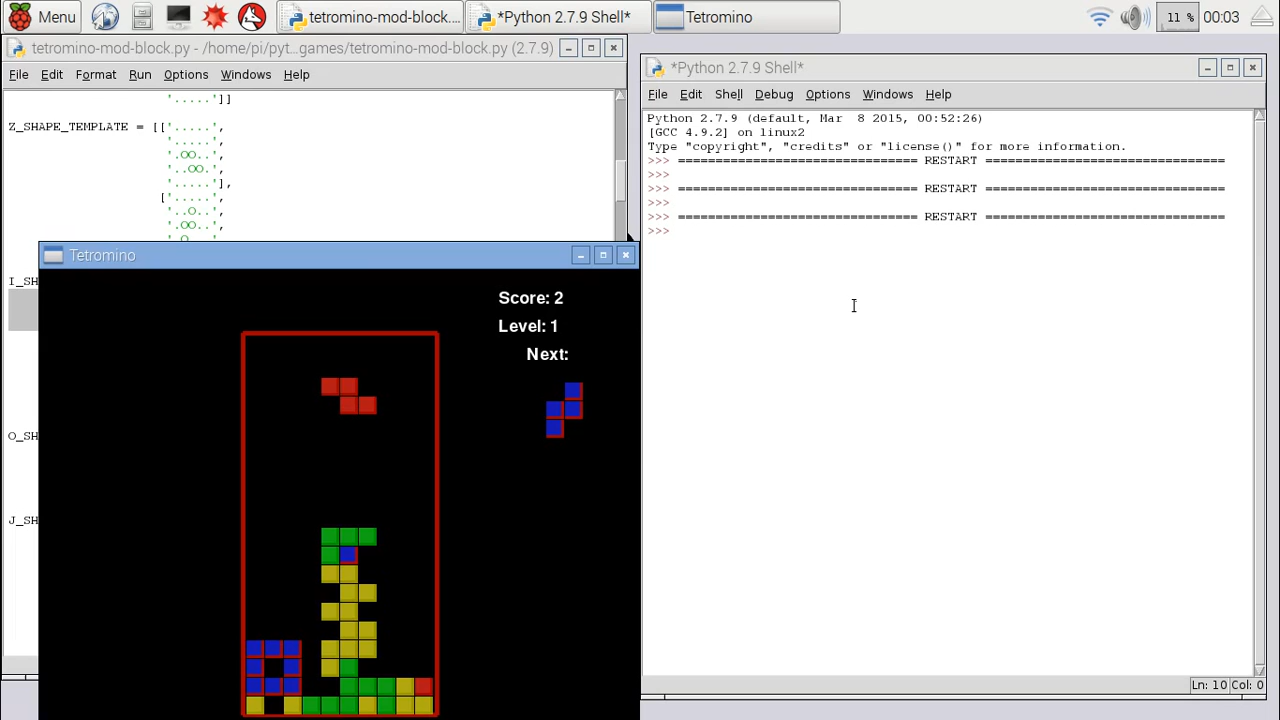 Menu
tetromino-mod-block....
*Python 2.7.9 Shell*
Tetromino
11 %
00:03
tetromino-mod-block.py - /home/pi/pyt...games/tetromino-mod-block.py (2.7.9)
File Edit Format Run Options Windows Help
'.....']]
Z_SHAPE_TEMPLATE = [['.....',
'.....',
'.OO..',
'..OO.',
'.....'],
['.....',
'..O..',
'.OO..',
I_SH
O_SH
J_SH
Tetromino
Score: 2
Level: 1
Next:
*Python 2.7.9 Shell*
File Edit Shell Debug Options Windows Help
Python 2.7.9 (default, Mar  8 2015, 00:52:26)
[GCC 4.9.2] on linux2
Type "copyright", "credits" or "license()" for more information.
>>> ================================ RESTART ================================
>>>
>>> ================================ RESTART ================================
>>>
>>> ================================ RESTART ================================
>>>
Ln: 10 Col: 0